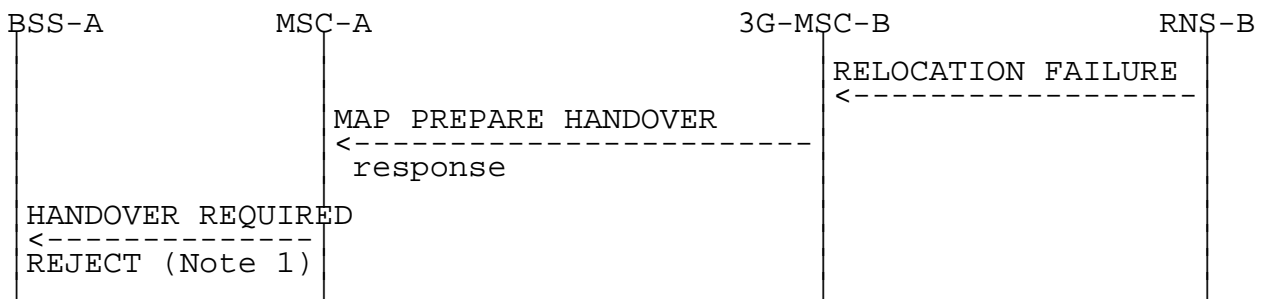 BSS-A MSC-A 3G-MSC-B RNS-B
RELOCATION FAILURE
MAP PREPARE HANDOVER
response
HANDOVER REQUIRED
REJECT (Note 1)